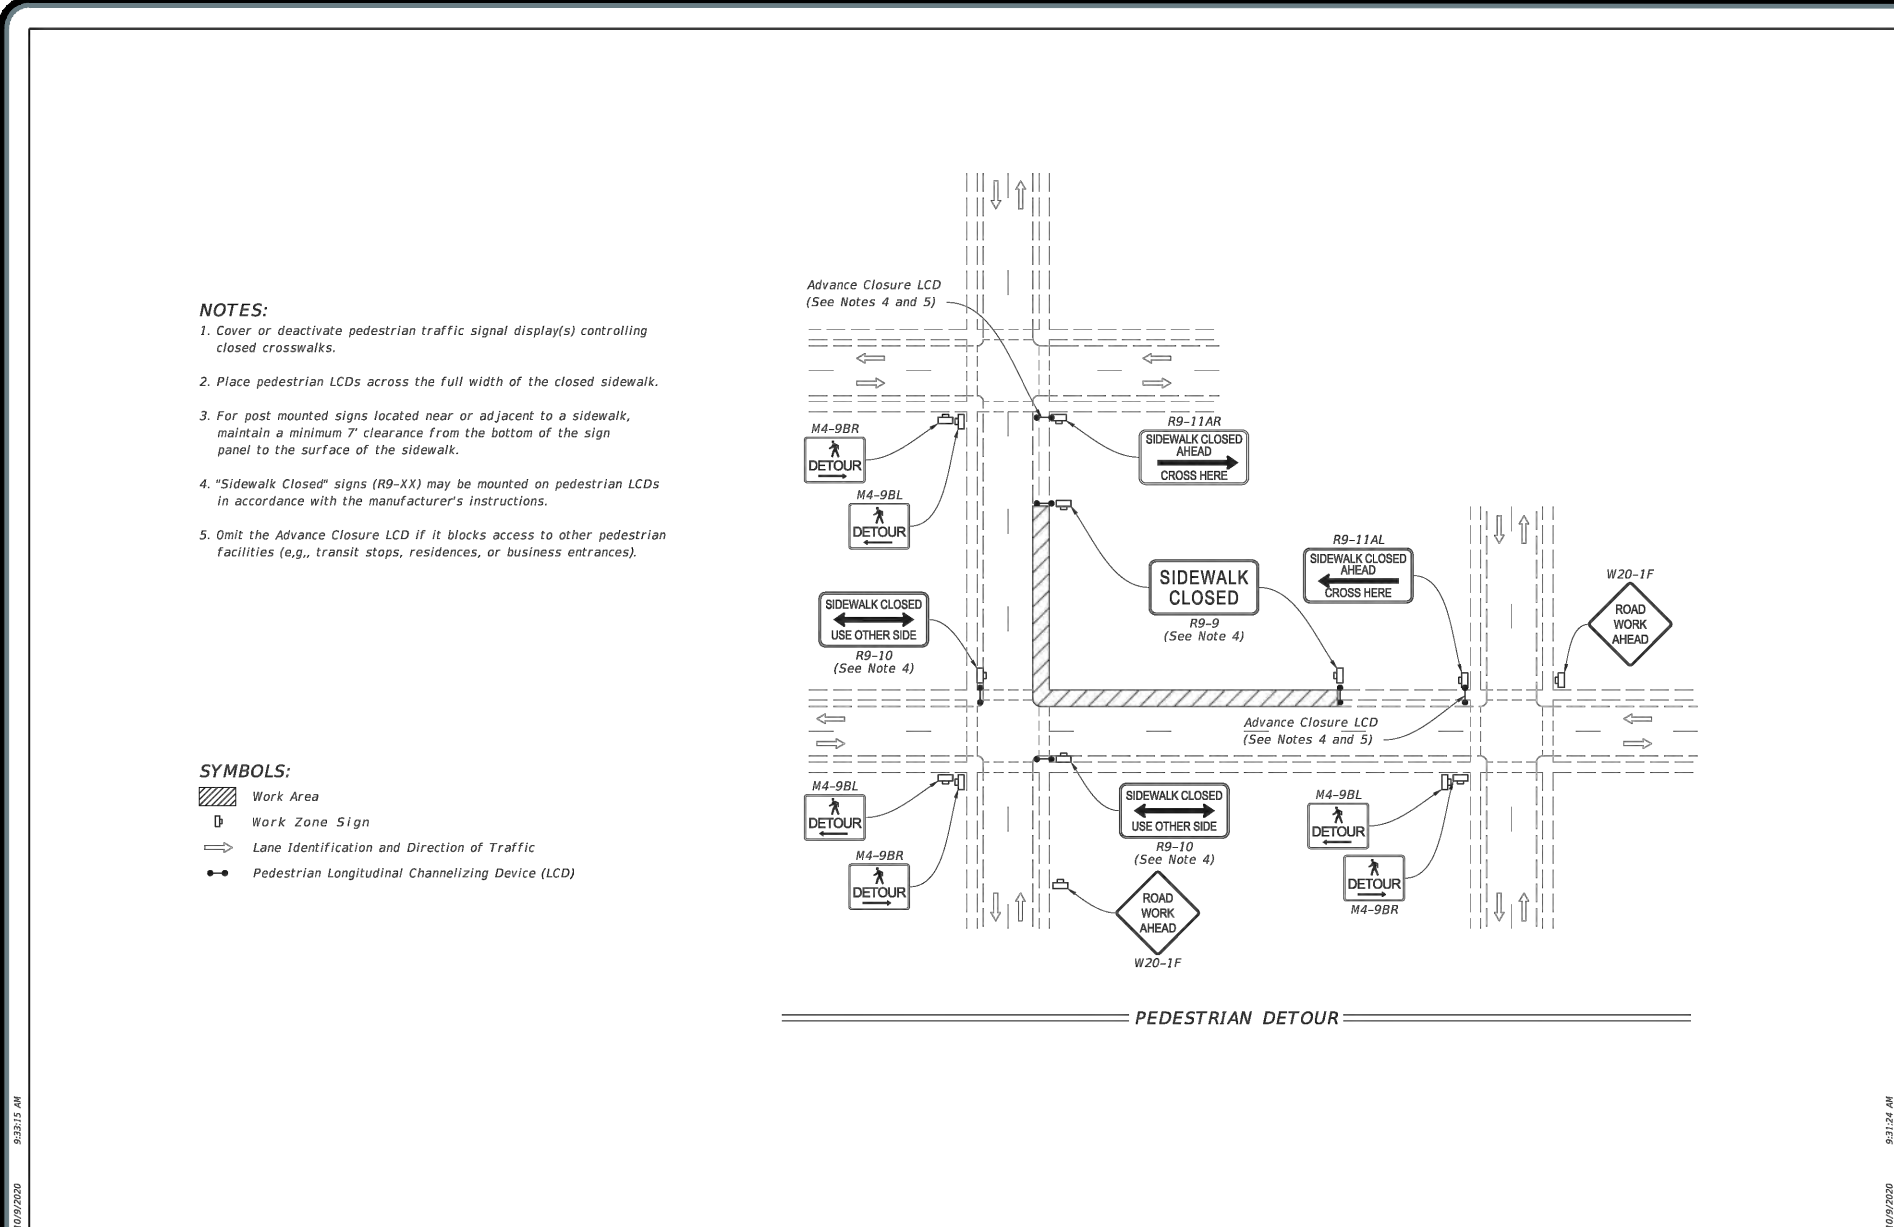 NOTES:
1. Cover or deactivate pedestrian traffic signal display(s) controlling
closed crosswalks.
2. Place pedestrian LCDs across the full width of the closed sidewalk.
3. For post mounted signs located near or adjacent to a sidewalk,
maintain a minimum 7' clearance from the bottom of the sign
panel to the surface of the sidewalk.
4. "Sidewalk Closed" signs (R9-XX) may be mounted on pedestrian LCDs
in accordance with the manufacturer's instructions.
5. Omit the Advance Closure LCD if it blocks access to other pedestrian
facilities (e,g,, transit stops, residences, or business entrances).
SYMBOLS:
Work Area
Work Zone Sign
Lane Identification and Direction of Traffic
Pedestrian Longitudinal Channelizing Device (LCD)
Advance Closure LCD
(See Notes 4 and 5)
M4-9BR
DETOUR
M4-9BL
DETOUR
R9-11AR
SIDEWALK CLOSED
AHEAD
CROSS HERE
SIDEWALK
CLOSED
R9-9
(See Note 4)
R9-11AL
SIDEWALK CLOSED
AHEAD
CROSS HERE
W20-1F
ROAD
WORK
AHEAD
SIDEWALK CLOSED
USE OTHER SIDE
R9-10
(See Note 4)
Advance Closure LCD
(See Notes 4 and 5)
M4-9BL
DETOUR
M4-9BR
DETOUR
SIDEWALK CLOSED
USE OTHER SIDE
R9-10
(See Note 4)
ROAD
WORK
AHEAD
W20-1F
M4-9BL
DETOUR
DETOUR
M4-9BR
PEDESTRIAN DETOUR
9:33:15 AM
10/9/2020
9:31:24 AM
10/9/2020